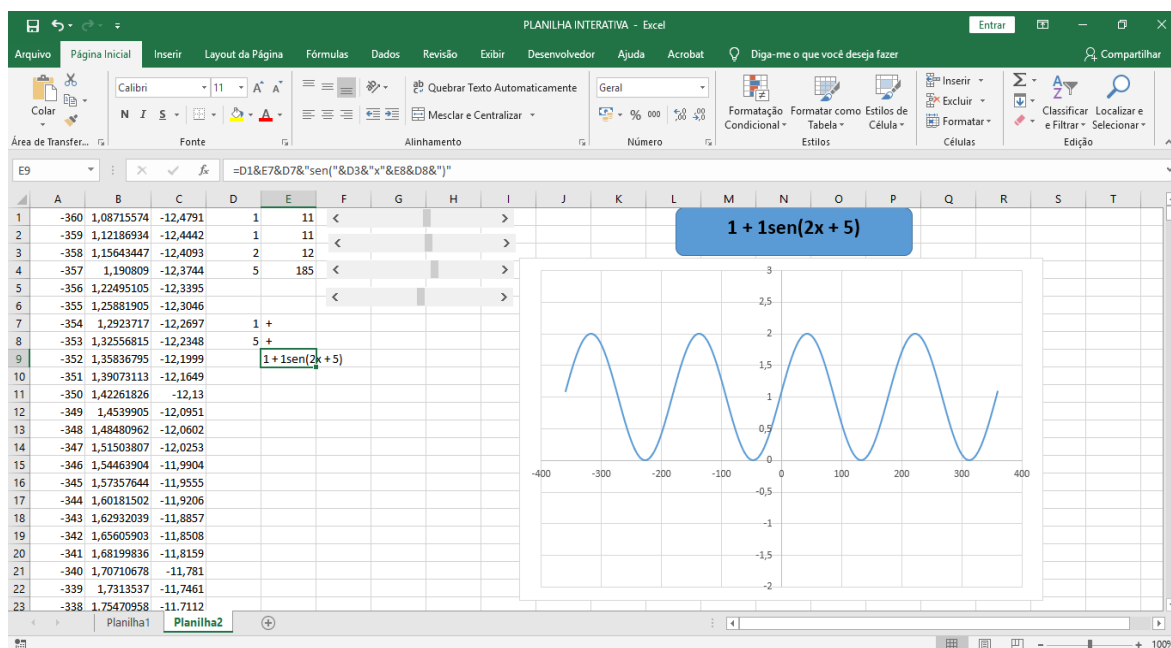 PLANILHA INTERATIVA - Excel
Entrar
Arquivo Página Inicial Inserir Layout da Página Fórmulas Dados Revisão Exibir Desenvolvedor Ajuda Acrobat Diga-me o que você deseja fazer Compartilhar
Colar
Calibri 11
N I S
Quebrar Texto Automaticamente
Mesclar e Centralizar
Geral
% 000
Formatação Condicional
Formatar como Tabela
Estilos de Célula
Inserir
Excluir
Formatar
Classificar e Filtrar
Localizar e Selecionar
Área de Transfer... Fonte Alinhamento Número Estilos Células Edição
E9 fx =D1&E7&D7&"sen("&D3&"x"&E8&D8&")"
A B C D E F G H I J K L M N O P Q R S T
1 -360 1,08715574 -12,4791 1 11
2 -359 1,12186934 -12,4442 1 11
3 -358 1,15643447 -12,4093 2 12
4 -357 1,190809 -12,3744 5 185
5 -356 1,22495105 -12,3395
6 -355 1,25881905 -12,3046
7 -354 1,2923717 -12,2697 1 +
8 -353 1,32556815 -12,2348 5 +
9 -352 1,35836795 -12,1999 1 + 1sen(2x + 5)
10 -351 1,39073113 -12,1649
11 -350 1,42261826 -12,13
12 -349 1,4539905 -12,0951
13 -348 1,48480962 -12,0602
14 -347 1,51503807 -12,0253
15 -346 1,54463904 -11,9904
16 -345 1,57357644 -11,9555
17 -344 1,60181502 -11,9206
18 -343 1,62932039 -11,8857
19 -342 1,65605903 -11,8508
20 -341 1,68199836 -11,8159
21 -340 1,70710678 -11,781
22 -339 1,7313537 -11,7461
23 -338 1,75470958 -11,7112
1 + 1sen(2x + 5)
3
2,5
2
1,5
1
0,5
0
-0,5
-1
-1,5
-2
-400 -300 -200 -100 0 100 200 300 400
Planilha1 Planilha2
100%